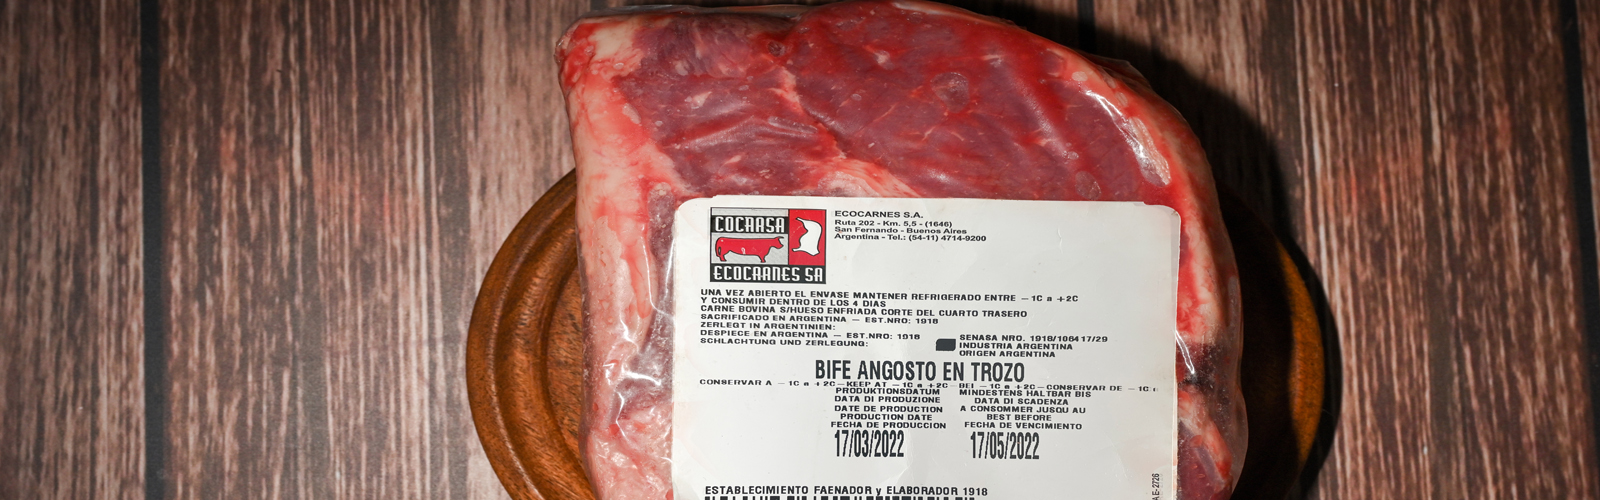 COCARSA
ECOCARNES SA
ECOCARNES S.A.
Ruta 202 - Km. 5,5 - (1646)
San Fernando - Buenos Aires
Argentina - Tel.: (54-11) 4714-9200
UNA VEZ ABIERTO EL ENVASE MANTENER REFRIGERADO ENTRE -1C a +2C
Y CONSUMIR DENTRO DE LOS 4 DIAS
CARNE BOVINA S/HUESO ENFRIADA CORTE DEL CUARTO TRASERO
SACRIFICADO EN ARGENTINA - EST.NRO: 1918
ZERLEGT IN ARGENTINIEN:
DESPIECE EN ARGENTINA - EST.NRO: 1918
SCHLACHTUNG UND ZERLEGUNG:
SENASA NRO. 1918/106417/29
INDUSTRIA ARGENTINA
ORIGEN ARGENTINA
BIFE ANGOSTO EN TROZO
CONSERVAR A -1C a +2C-KEEP AT -1C a +2C- BEI -1C a +2C-CONSERVAR DE -1C
PRODUKTIONSDATUM
DATA DI PRODUZIONE
DATE DE PRODUCTION
PRODUCTION DATE
FECHA DE PRODUCCION
17/03/2022
MINDESTENS HALTBAR BIS
DATA DI SCADENZA
A CONSOMMER JUSQU AU
BEST BEFORE
FECHA DE VENCIMIENTO
17/05/2022
ESTABLECIMIENTO FAENADOR y ELABORADOR 1918
AE-2726